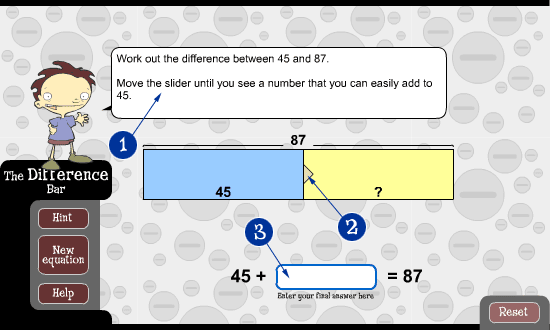 Work out the difference between 45 and 87.
Move the slider until you see a number that you can easily add to
45.
1
87
The Difference
Bar
45
?
2
3
Hint
New
equation
Help
45 + = 87
Enter your final answer here
Reset